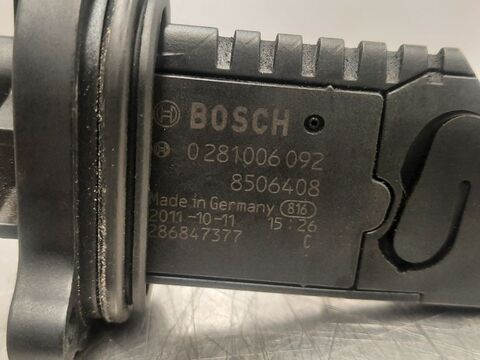 BOSCH
0 281 006 092
8506408
Made in Germany 816
2011-10-11 15:26
286847377 C